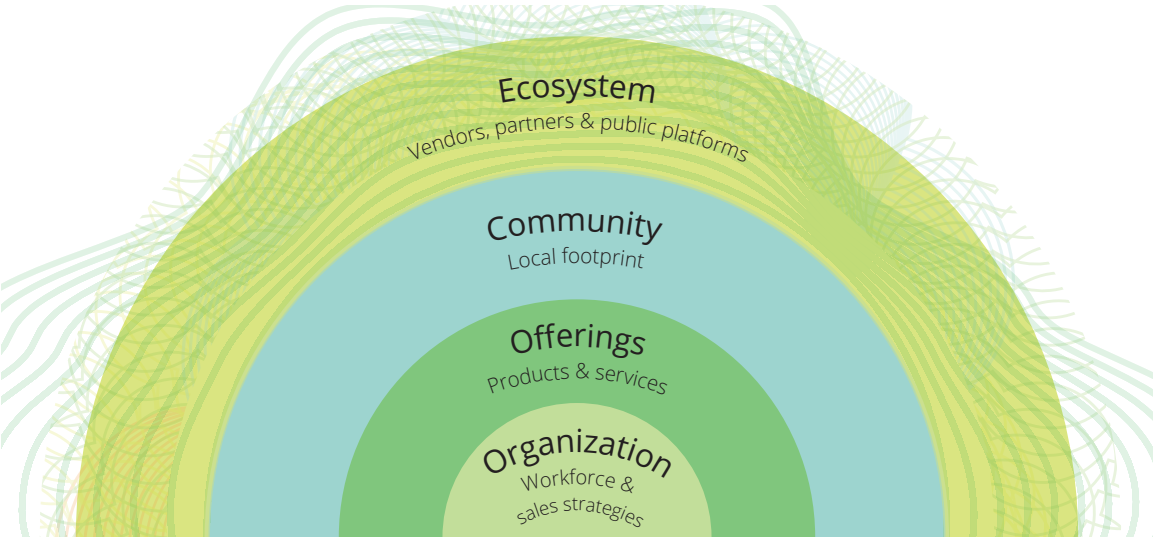 Ecosystem
Vendors, partners & public platforms
Community
Local footprint
Offerings
Products & services
Organization
Workforce &
sales strategies